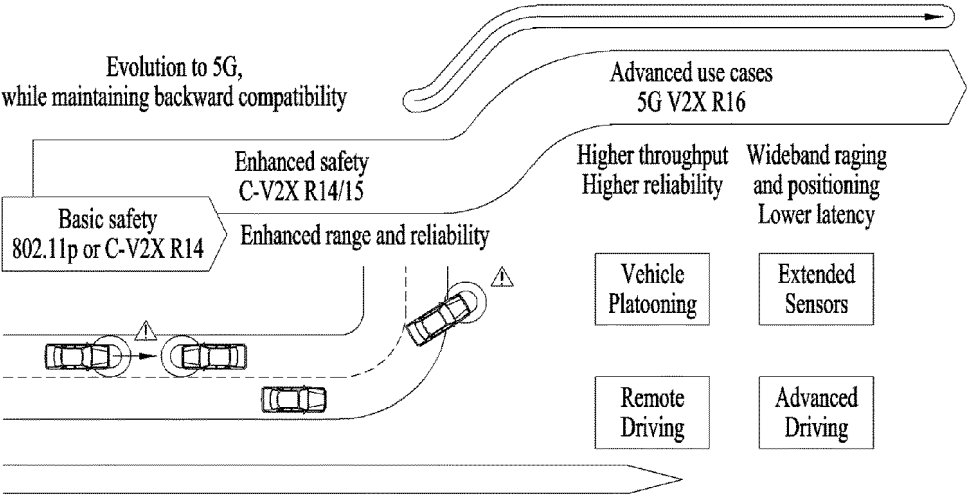 Evolution to 5G,
while maintaining backward compatibility
Advanced use cases
5G V2X R16
Enhanced safety
C-V2X R14/15
Basic safety
802.11p or C-V2X R14
Enhanced range and reliability
Higher throughput
Higher reliability
Wideband raging
and positioning
Lower latency
Vehicle
Platooning
Extended
Sensors
Remote
Driving
Advanced
Driving